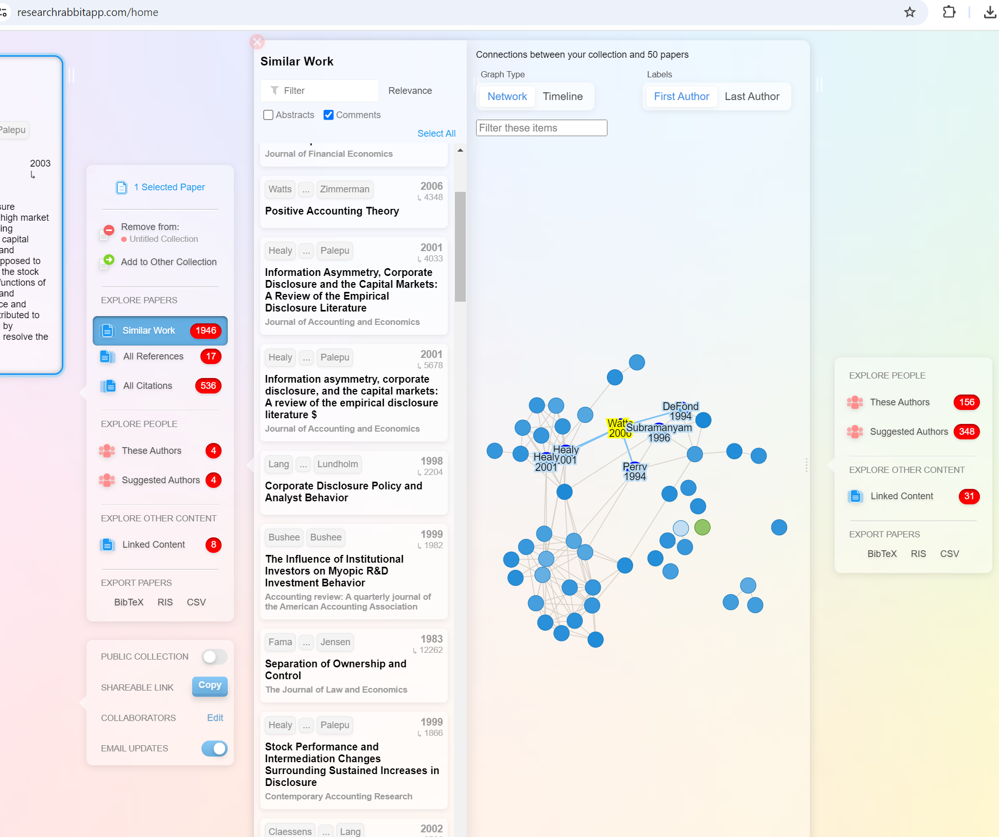 researchrabbitapp.com/home
Palepu
2003
high market
capital
and
the stock
functions of
and
by
resolve the
1 Selected Paper
Remove from:
Untitled Collection
Add to Other Collection
EXPLORE PAPERS
Similar Work 1946
All References 17
All Citations 536
EXPLORE PEOPLE
These Authors 4
Suggested Authors 4
EXPLORE OTHER CONTENT
Linked Content 8
EXPORT PAPERS
BibTeX RIS CSV
PUBLIC COLLECTION
SHAREABLE LINK Copy
COLLABORATORS Edit
EMAIL UPDATES
Similar Work
Filter Relevance
Abstracts Comments
Select All
Journal of Financial Economics
Watts ... Zimmerman 2006
4348
Positive Accounting Theory
Healy ... Palepu 2001
4033
Information Asymmetry, Corporate
Disclosure and the Capital Markets:
A Review of the Empirical
Disclosure Literature
Journal of Accounting and Economics
Healy ... Palepu 2001
5678
Information asymmetry, corporate
disclosure, and the capital markets:
A review of the empirical disclosure
literature $
Journal of Accounting and Economics
Lang ... Lundholm 1998
2204
Corporate Disclosure Policy and
Analyst Behavior
Bushee Bushee 1999
1982
The Influence of Institutional
Investors on Myopic R&D
Investment Behavior
Accounting review: A quarterly journal of
the American Accounting Association
Fama ... Jensen 1983
12262
Separation of Ownership and
Control
The Journal of Law and Economics
Healy ... Palepu 1999
1866
Stock Performance and
Intermediation Changes
Surrounding Sustained Increases in
Disclosure
Contemporary Accounting Research
Claessens ... Lang 2002
Connections between your collection and 50 papers
Graph Type Labels
Network Timeline First Author Last Author
Filter these items
DeFond
1994
Watts
2006
Subramanyam
1996
Healy
2001
Healy
2001
Perry
1994
EXPLORE PEOPLE
These Authors 156
Suggested Authors 348
EXPLORE OTHER CONTENT
Linked Content 31
EXPORT PAPERS
BibTeX RIS CSV